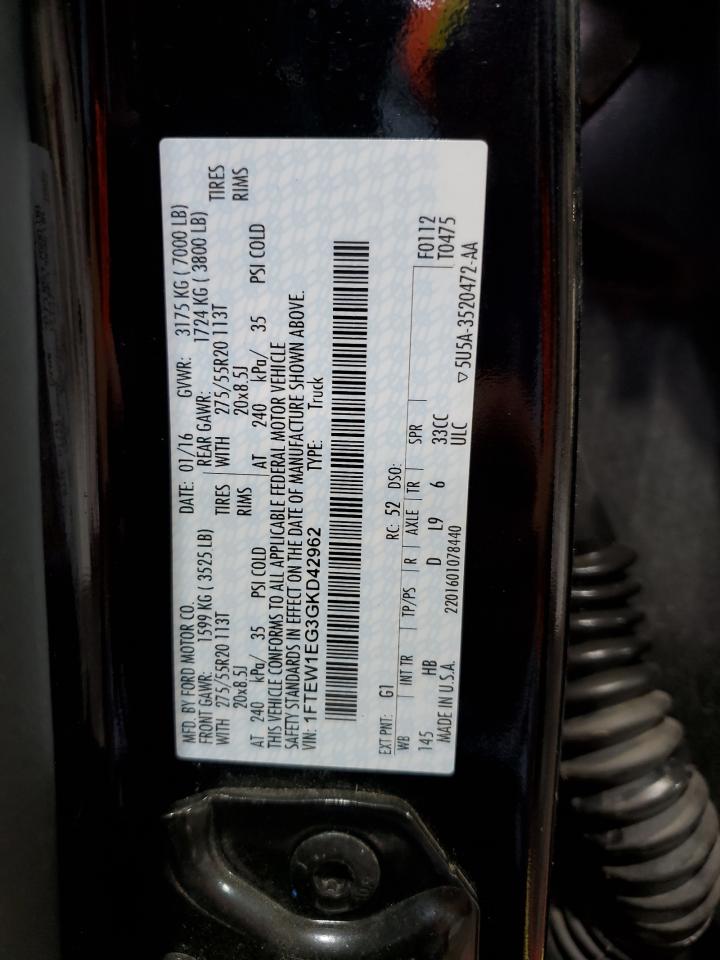 MFD. BY FORD MOTOR CO. DATE: 01/16 GVWR: 3175 KG ( 7000 LB)
FRONT GAWR: 1599 KG ( 3525 LB) REAR GAWR: 1724 KG ( 3800 LB)
WITH 275/55R20 113T TIRES WITH 275/55R20 113T TIRES
20x8.5J RIMS 20x8.5J RIMS
AT 240 kPa/ 35 PSI COLD AT 240 kPa/ 35 PSI COLD
THIS VEHICLE CONFORMS TO ALL APPLICABLE FEDERAL MOTOR VEHICLE
SAFETY STANDARDS IN EFFECT ON THE DATE OF MANUFACTURE SHOWN ABOVE.
VIN: 1FTEW1EG3GKD42962 TYPE: Truck
EXT PNT: G1 RC: 52 DSO:
WB INT TR TP/PS R AXLE TR SPR F0112
145 HB D L9 6 33CC T0475
MADE IN U.S.A. 2201601078440 ULC ▽5U5A-3520472-AA